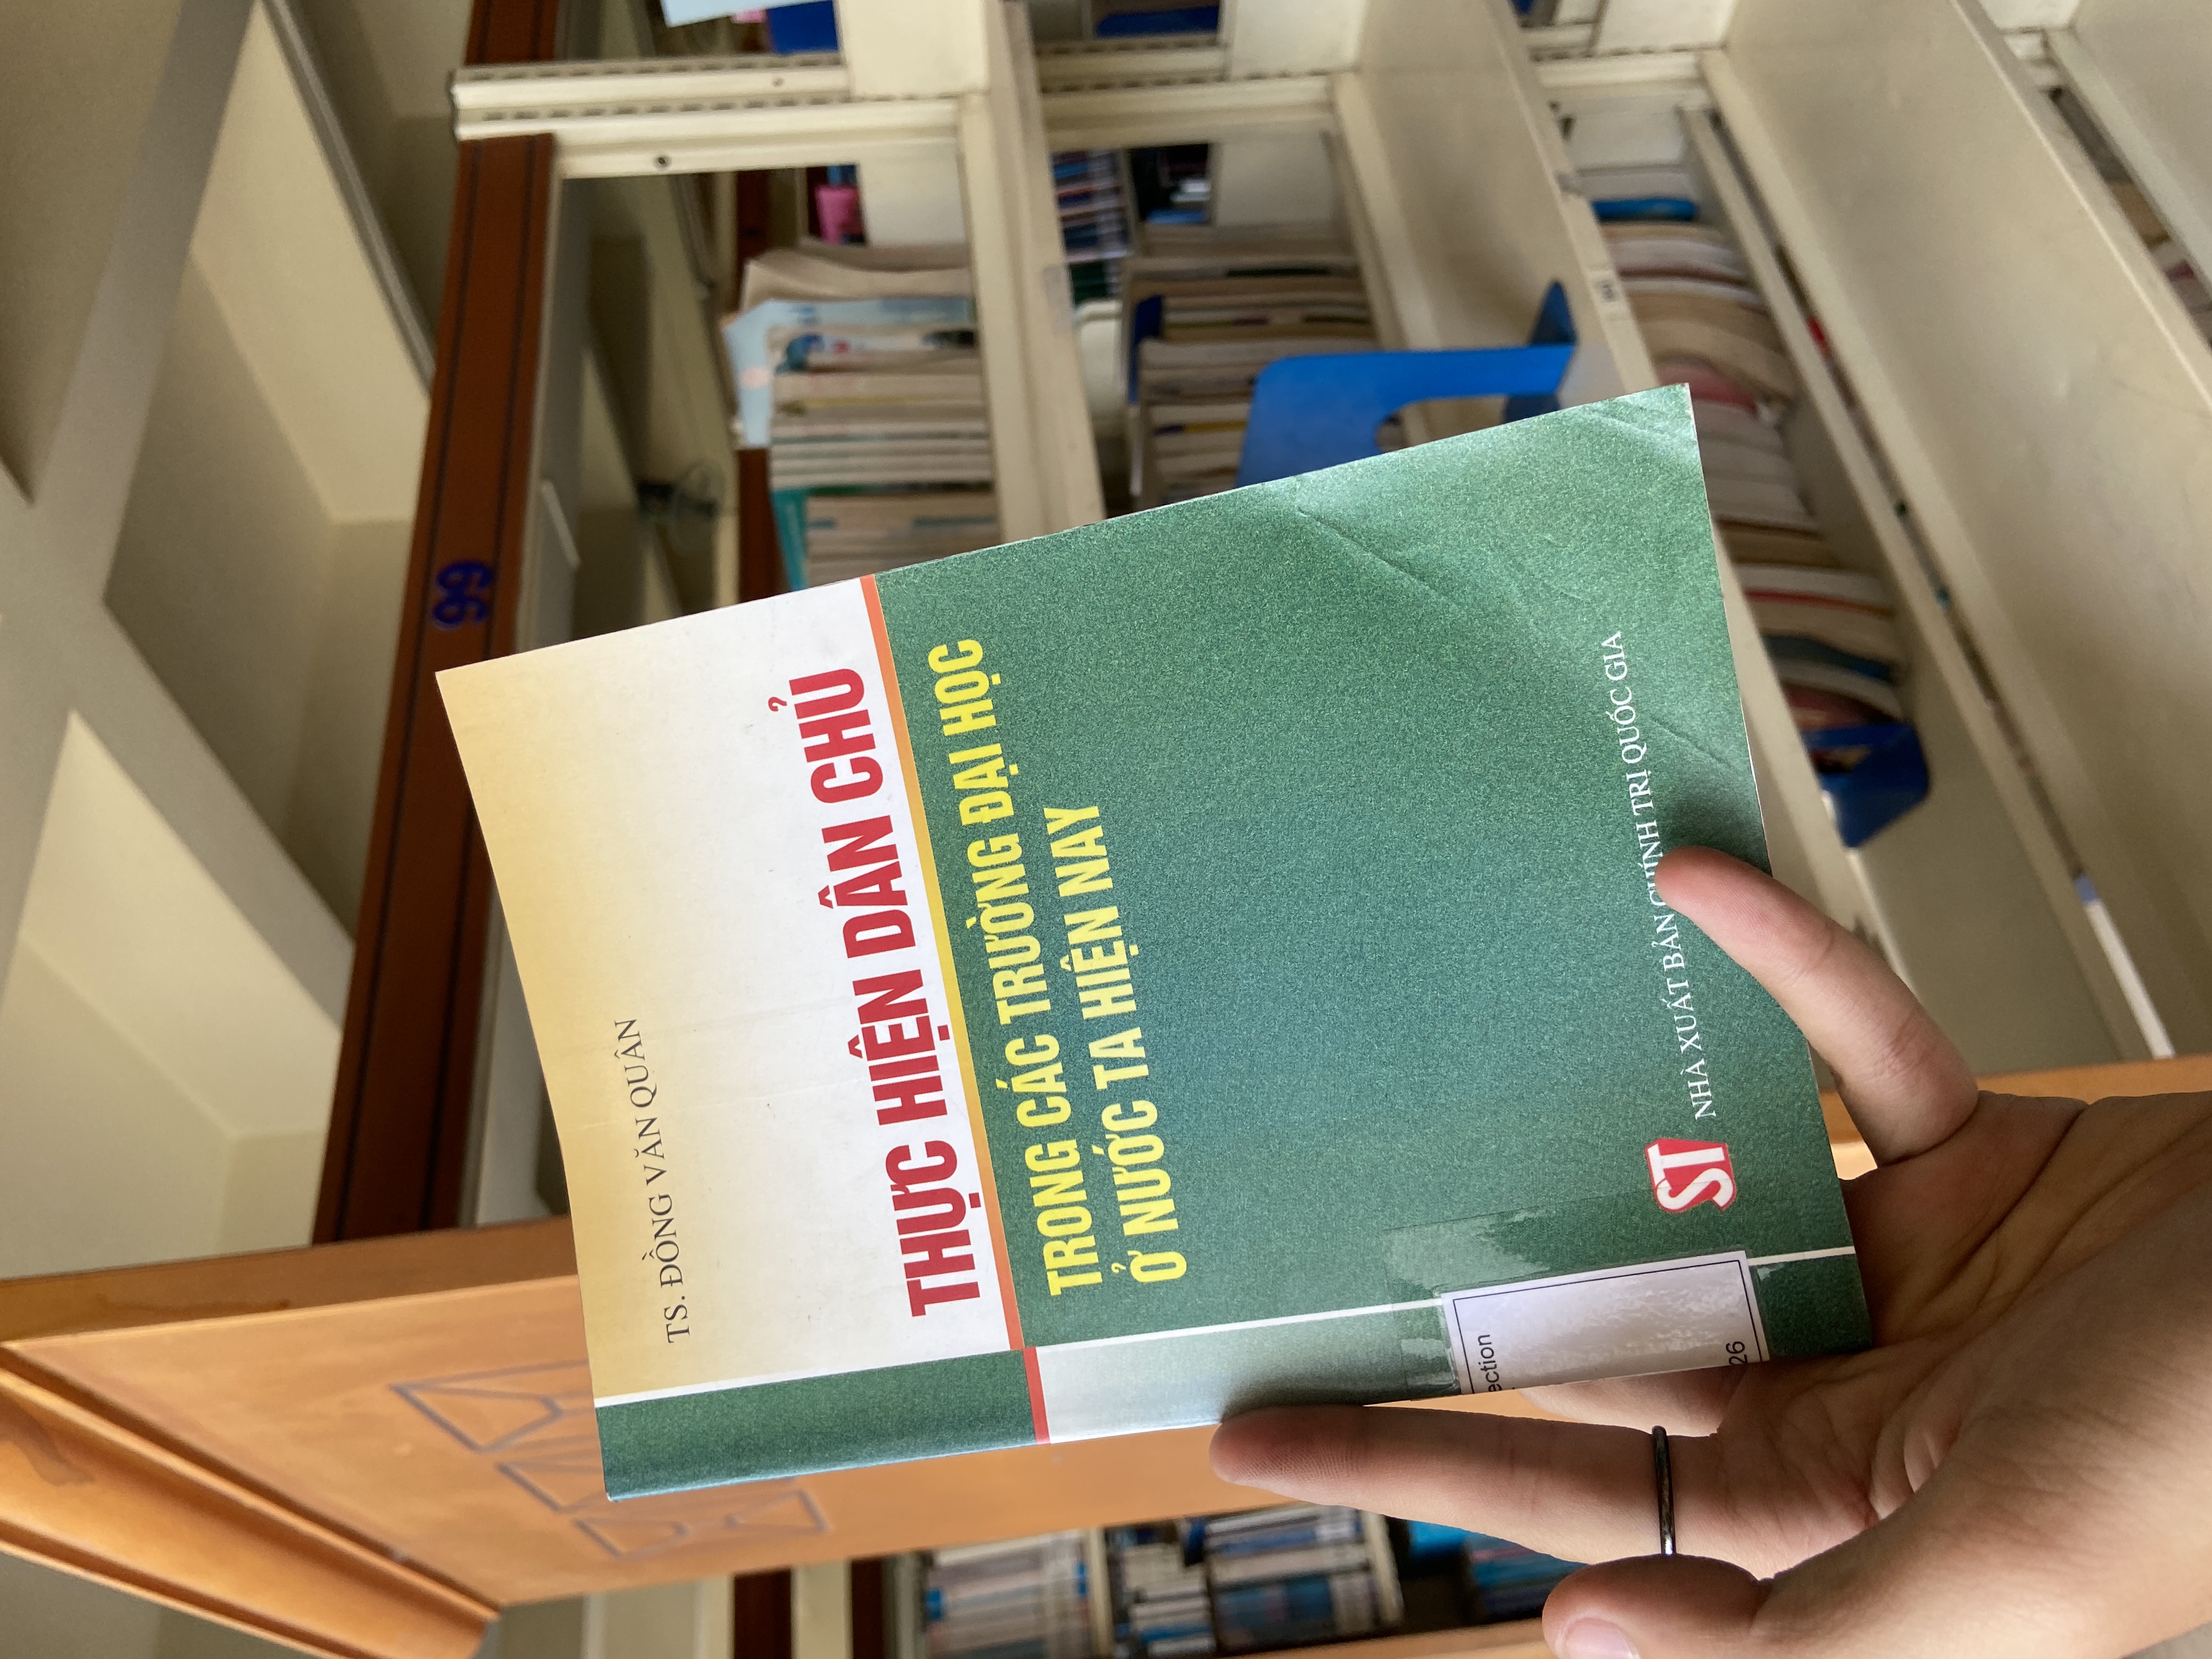 99
TS. ĐỒNG VĂN QUÂN
THỰC HIỆN DÂN CHỦ
TRONG CÁC TRƯỜNG ĐẠI HỌC
Ở NƯỚC TA HIỆN NAY
ection
26
ST
NHÀ XUẤT BẢN CHÍNH TRỊ QUỐC GIA